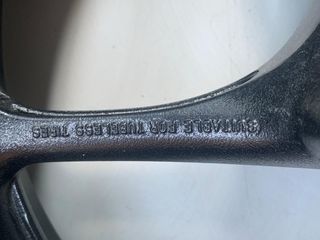 SUITABLE FOR TUBELESS TIRES